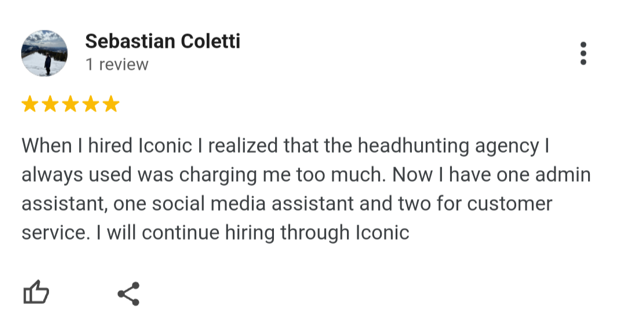 Sebastian Coletti
1 review
When I hired Iconic I realized that the headhunting agency I
always used was charging me too much. Now I have one admin
assistant, one social media assistant and two for customer
service. I will continue hiring through Iconic